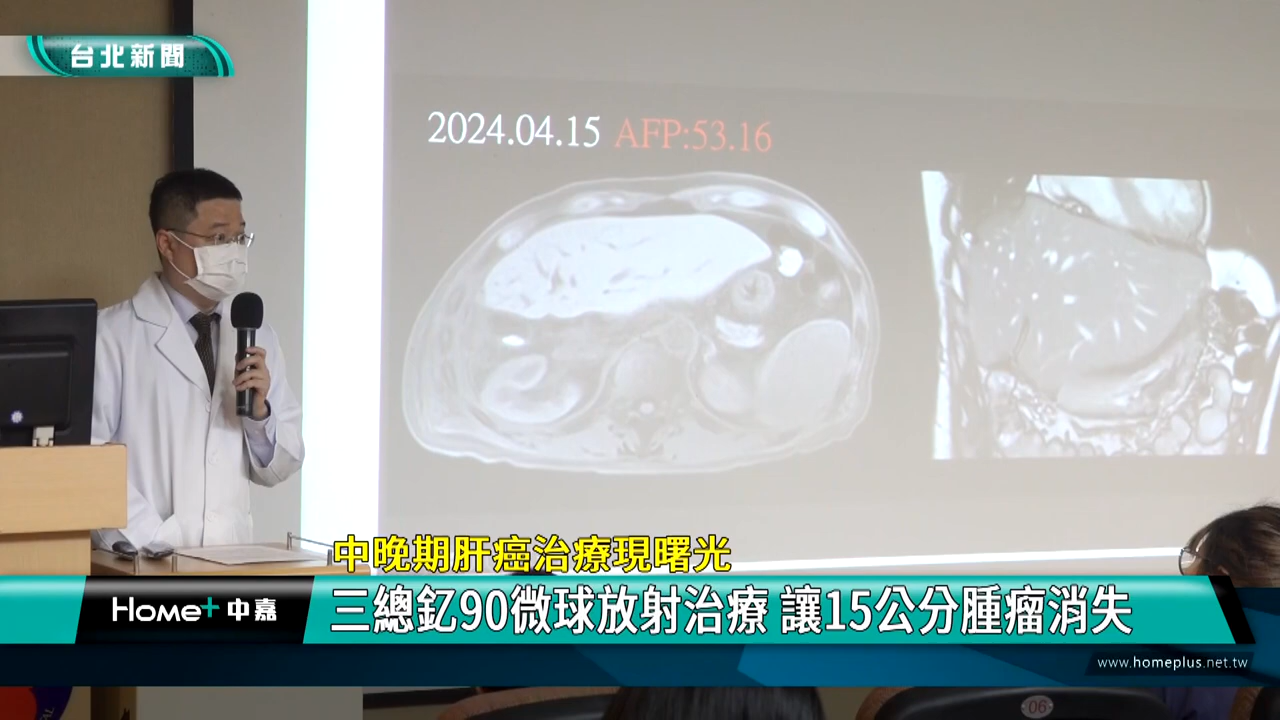 台北新聞
2024.04.15 AFP:53.16
中晚期肝癌治療現曙光
Home+ 中嘉
三總釔90微球放射治療 讓15公分腫瘤消失
www.homeplus.net.tw
06